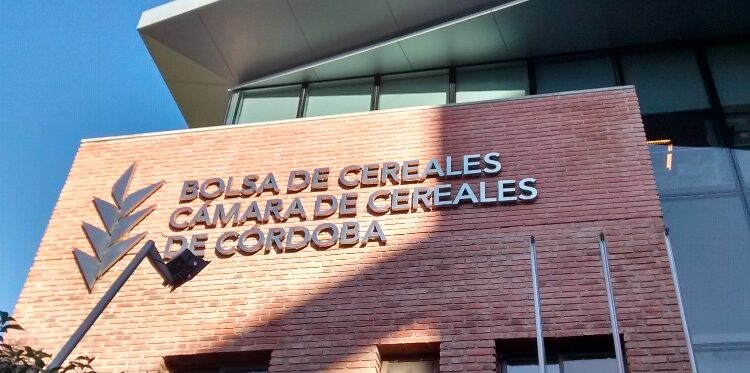 BOLSA DE CEREALES
CÁMARA DE CEREALES
DE CÓRDOBA